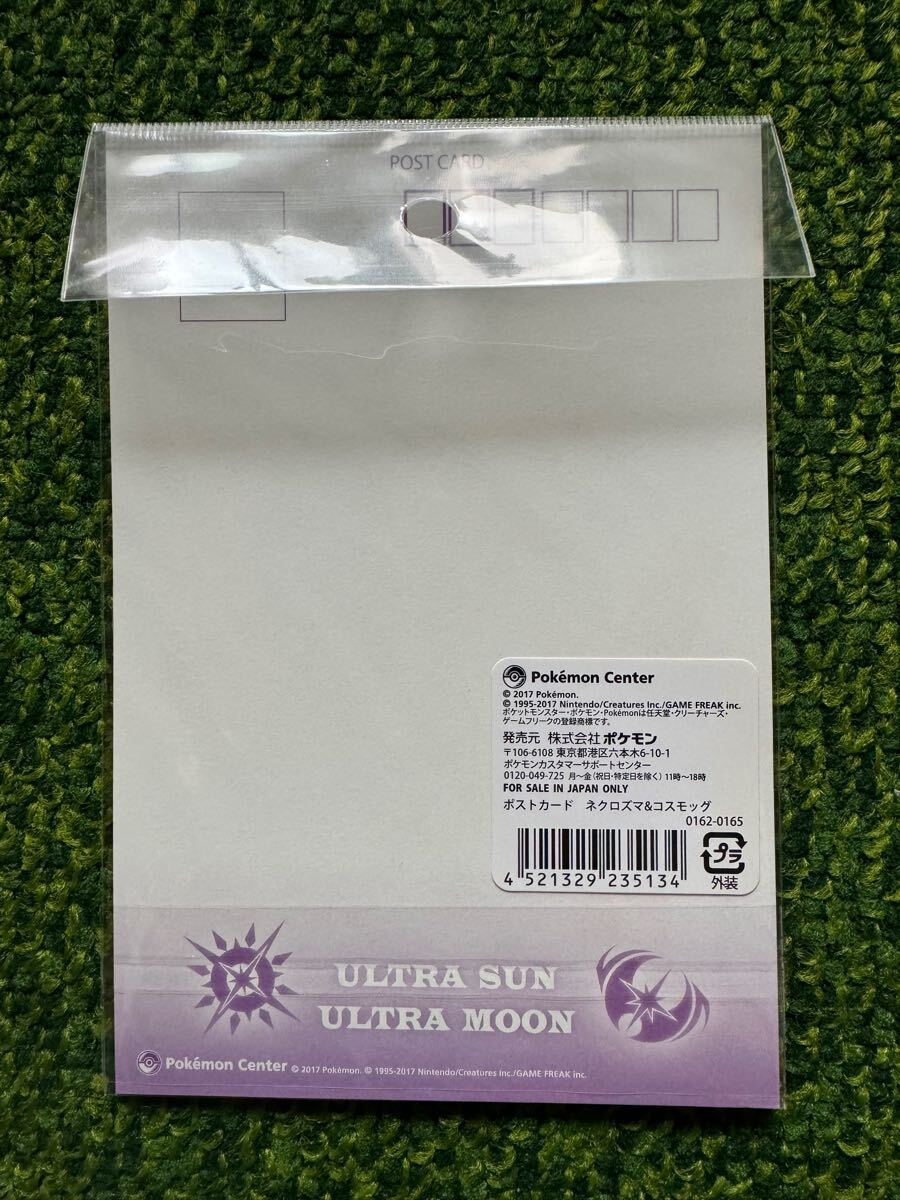 POST CARD
Pokémon Center
© 2017 Pokémon.
© 1995-2017 Nintendo/Creatures Inc./GAME FREAK inc.
ポケットモンスター・ポケモン・Pokémonは任天堂・クリーチャーズ・
ゲームフリークの登録商標です。
発売元 株式会社ポケモン
〒106-6108 東京都港区六本木6-10-1
ポケモンカスタマーサポートセンター
0120-049-725 月〜金(祝日・特定日を除く) 11時〜18時
FOR SALE IN JAPAN ONLY
ポストカード ネクロズマ&コスモッグ
0162-0165
4 521329 235134
プラ
外装
ULTRA SUN
ULTRA MOON
Pokémon Center © 2017 Pokémon. © 1995-2017 Nintendo/Creatures Inc./GAME FREAK inc.